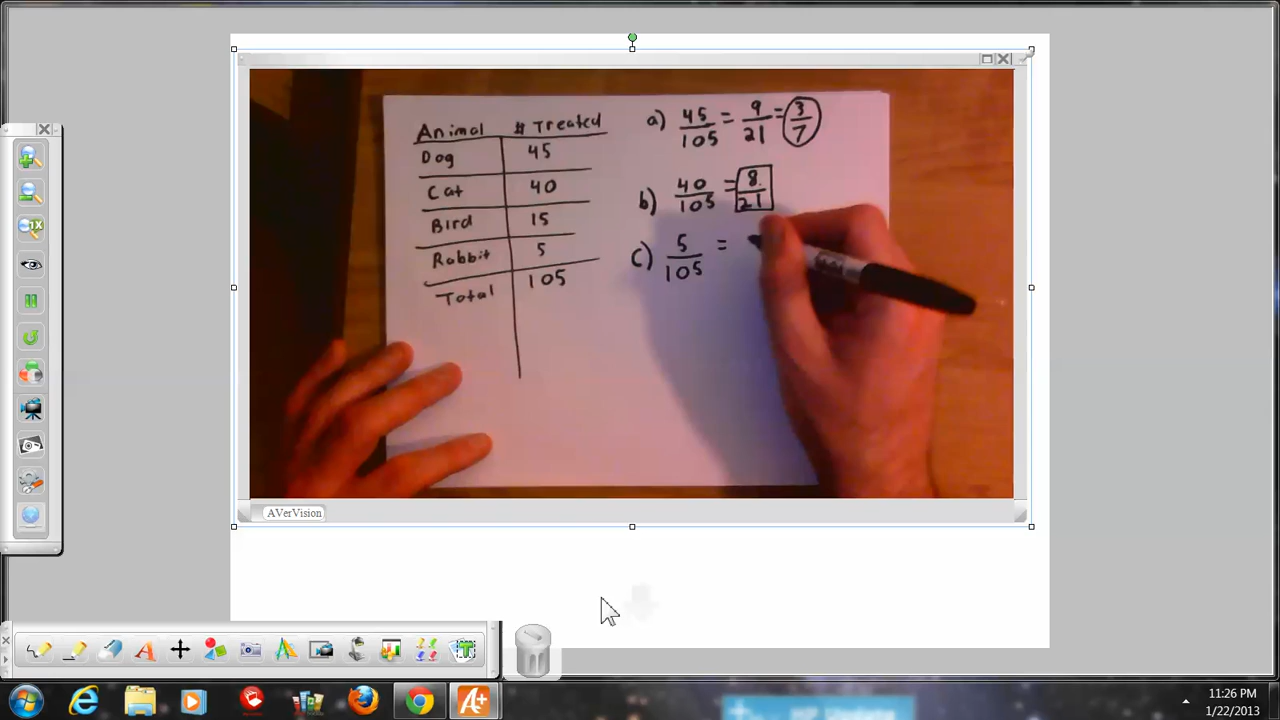 Animal # Treated
Dog 45
Cat 40
Bird 15
Rabbit 5
Total 105
a) 45/105 = 9/21 = 3/7
b) 40/105 = 8/21
c) 5/105 =
AVerVision
11:26 PM
1/22/2013